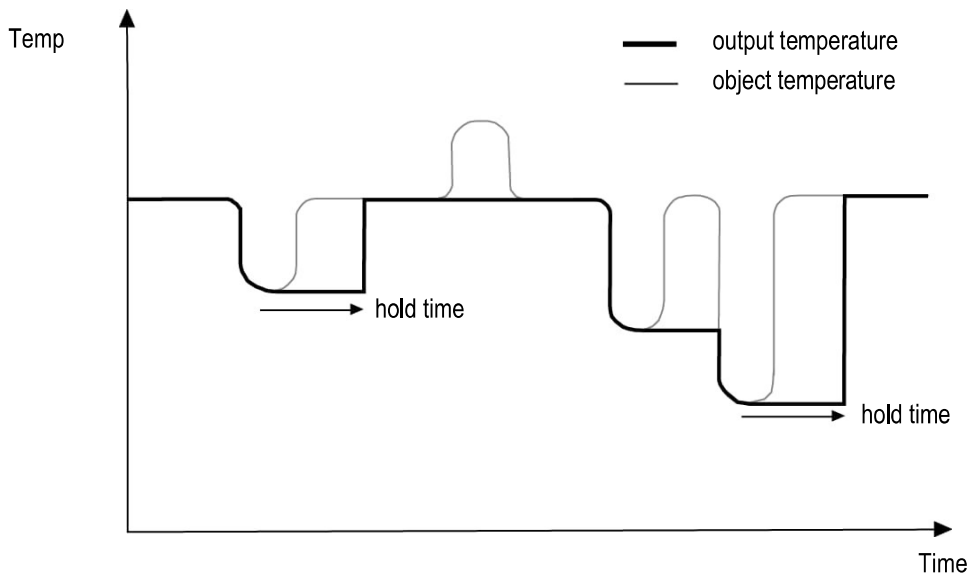 Temp
output temperature
object temperature
hold time
hold time
Time